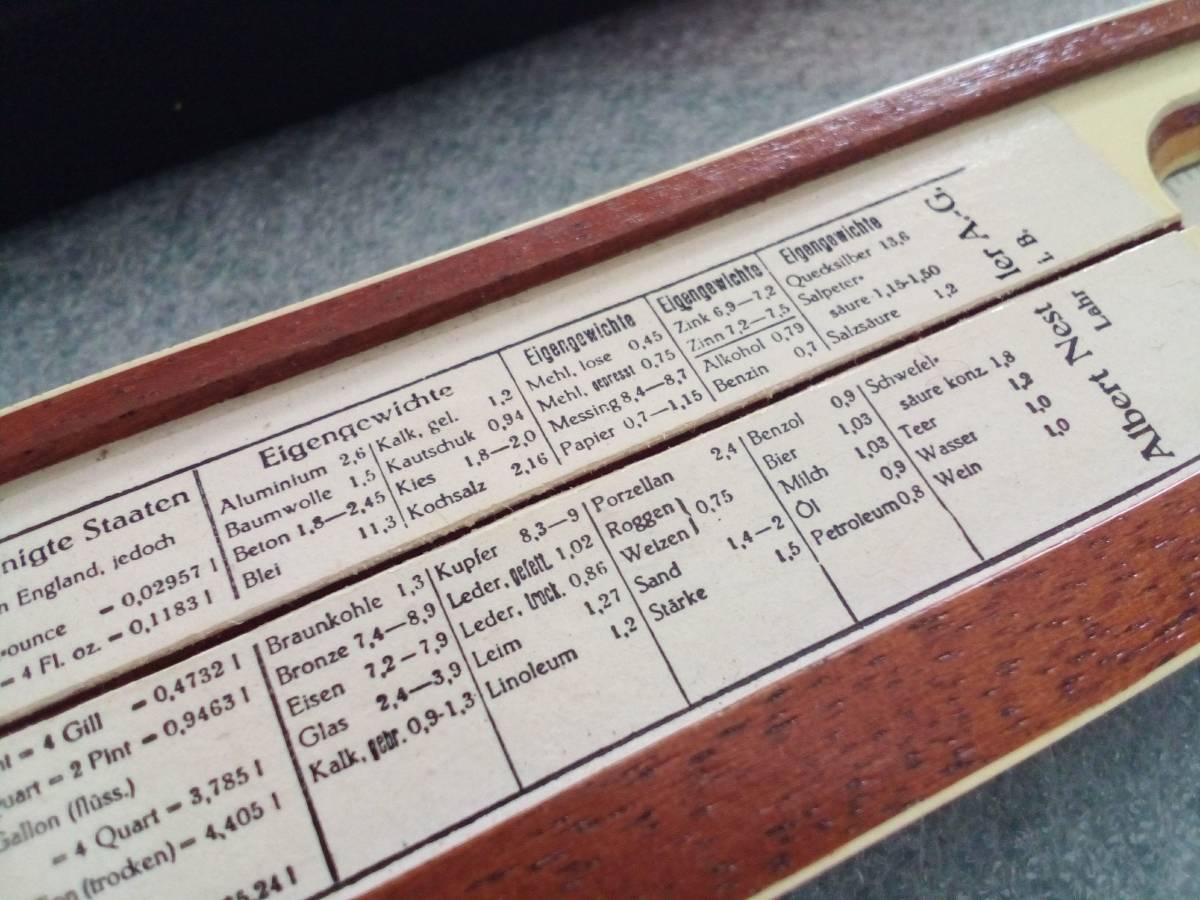 nigte Staaten
n England, jedoch
ounce = 0,02957 l
= 4 Fl. oz. = 0,1183 l
= 4 Gill = 0,4732 l
uart = 2 Pint = 0,9463 l
Gallon (flüss.)
= 4 Quart = 3,785 l
(trocken) = 4,405 l
5,24 l
Eigengewichte
Aluminium 2,6
Baumwolle 1,5
Beton 1,8—2,45
Blei 11,3
Braunkohle 1,3
Bronze 7,4—8,9
Eisen 7,2—7,9
Glas 2,4—3,9
Kalk, gebr. 0,9-1,3
Kalk, gel. 1,2
Kautschuk 0,94
Kies 1,8—2,0
Kochsalz 2,16
Kupfer 8,3—9
Leder, gefett. 1,02
Leder, trock. 0,86
Leim 1,27
Linoleum 1,2
Eigengewichte
Mehl, lose 0,45
Mehl, gepresst 0,75
Messing 8,4—8,7
Papier 0,7—1,15
Porzellan 2,4
Roggen } 0,75
Weizen
Sand 1,4—2
Stärke 1,5
Eigengewichte
Zink 6,9—7,2
Zinn 7,2—7,5
Alkohol 0,79
Benzin 0,7
Benzol 0,9
Bier 1,03
Milch 1,03
Öl 0,9
Petroleum 0,8
Eigengewichte
Quecksilber 13,6
Salpeter-
säure 1,15-1,50
Salzsäure 1,2
Schwefel-
säure konz 1,8
Teer 1,2
Wasser 1,0
Wein 1,0
Albert Nestler A.-G.
Lahr i. B.